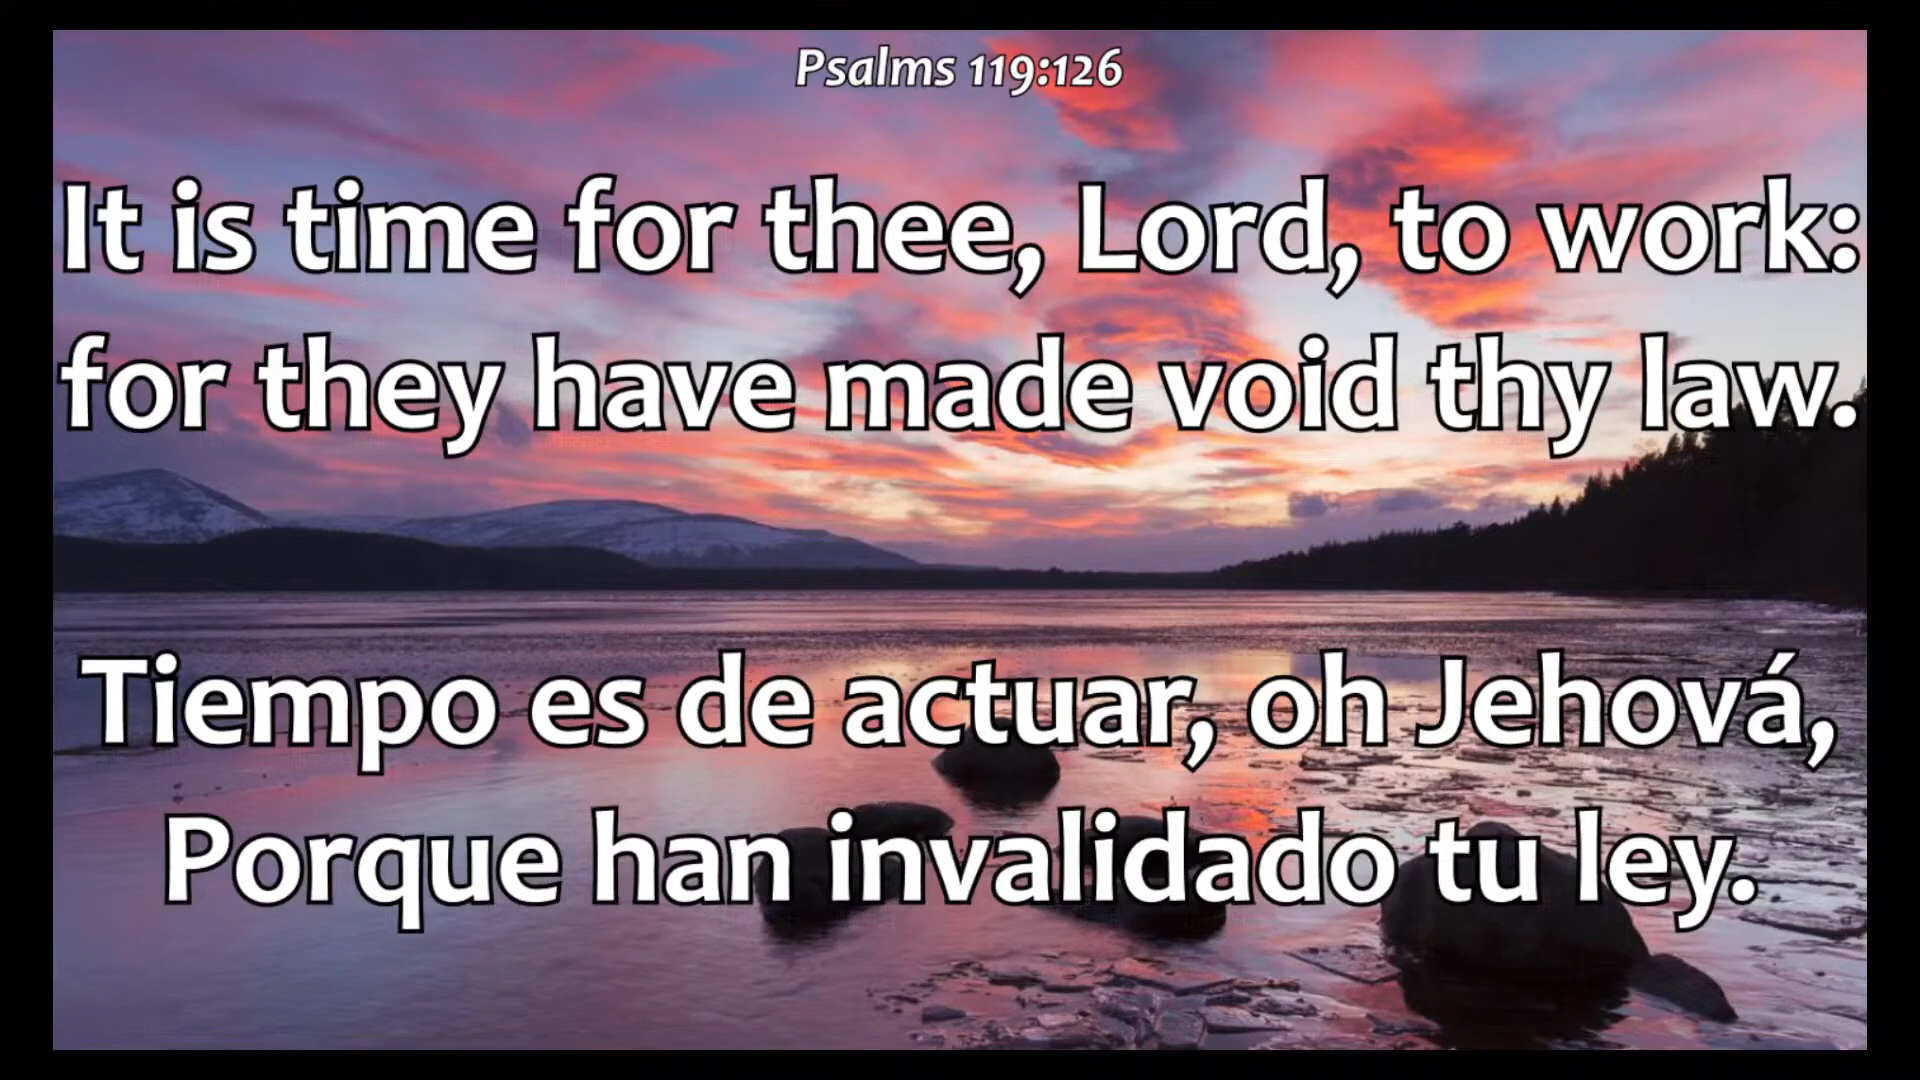 Psalms 119:126
It is time for thee, Lord, to work:
for they have made void thy law.
Tiempo es de actuar, oh Jehová,
Porque han invalidado tu ley.